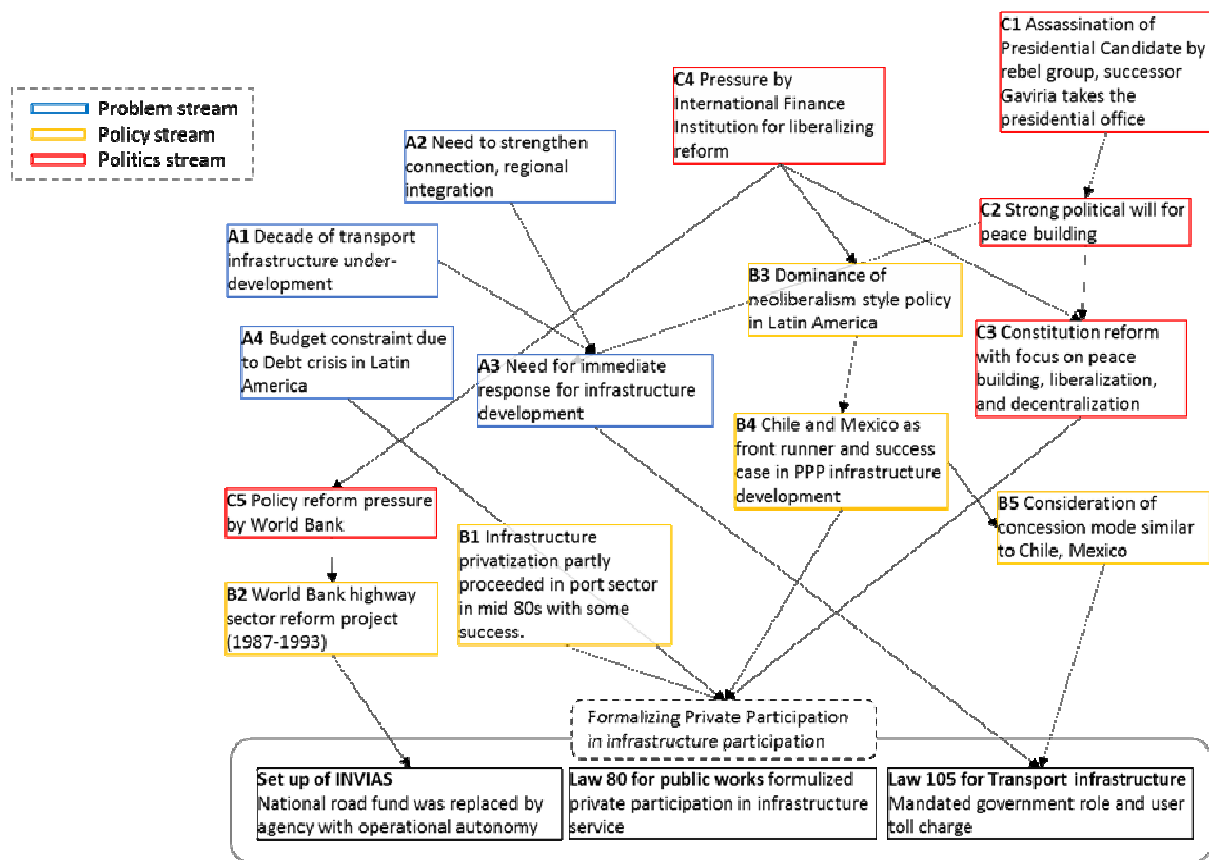 Problem stream
Policy stream
Politics stream
C1 Assassination of
Presidential Candidate by
rebel group, successor
Gaviria takes the
presidential office
C4 Pressure by
International Finance
Institution for liberalizing
reform
A2 Need to strengthen
connection, regional
integration
C2 Strong political will for
peace building
A1 Decade of transport
infrastructure under-
development
B3 Dominance of
neoliberalism style policy
in Latin America
A4 Budget constraint due
to Debt crisis in Latin
America
A3 Need for immediate
response for infrastructure
development
C3 Constitution reform
with focus on peace
building, liberalization,
and decentralization
B4 Chile and Mexico as
front runner and success
case in PPP infrastructure
development
C5 Policy reform pressure
by World Bank
B1 Infrastructure
privatization partly
proceeded in port sector
in mid 80s with some
success.
B5 Consideration of
concession mode similar
to Chile, Mexico
B2 World Bank highway
sector reform project
(1987-1993)
Formalizing Private Participation
in infrastructure participation
Set up of INVIAS
National road fund was replaced by
agency with operational autonomy
Law 80 for public works formulized
private participation in infrastructure
service
Law 105 for Transport infrastructure
Mandated government role and user
toll charge